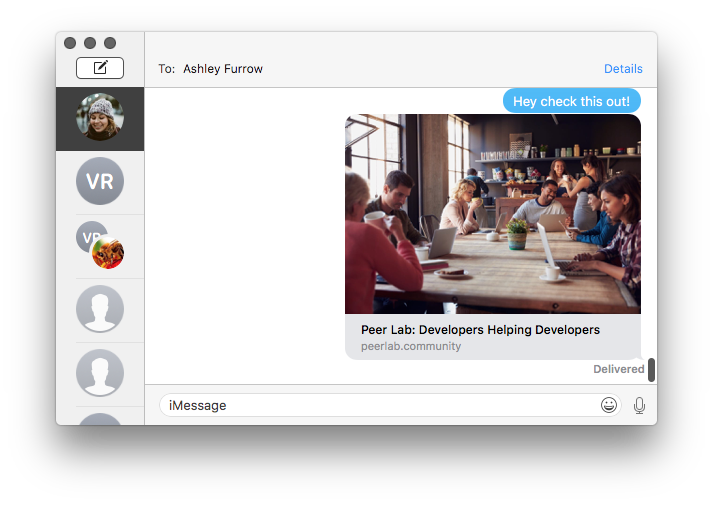 To: Ashley Furrow
Details
Hey check this out!
VR
VR
Peer Lab: Developers Helping Developers
peerlab.community
Delivered
iMessage